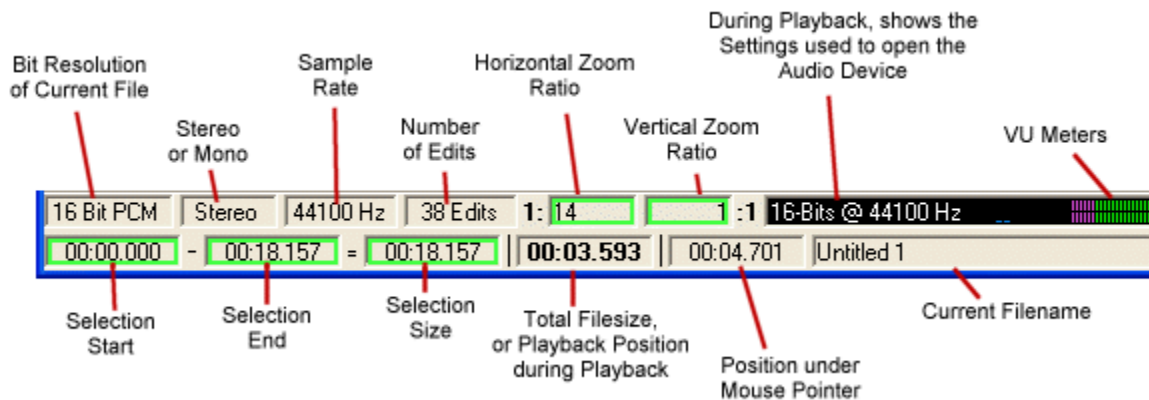 During Playback, shows the
Settings used to open the
Audio Device
Bit Resolution
of Current File
Sample
Rate
Horizontal Zoom
Ratio
Stereo
or Mono
Number
of Edits
Vertical Zoom
Ratio
VU Meters
16 Bit PCM Stereo 44100 Hz 38 Edits 1: 14 1 :1 16-Bits @ 44100 Hz
00:00.000 - 00:18.157 = 00:18.157 00:03.593 00:04.701 Untitled 1
Selection
Start
Selection
End
Selection
Size
Total Filesize,
or Playback Position
during Playback
Current Filename
Position under
Mouse Pointer